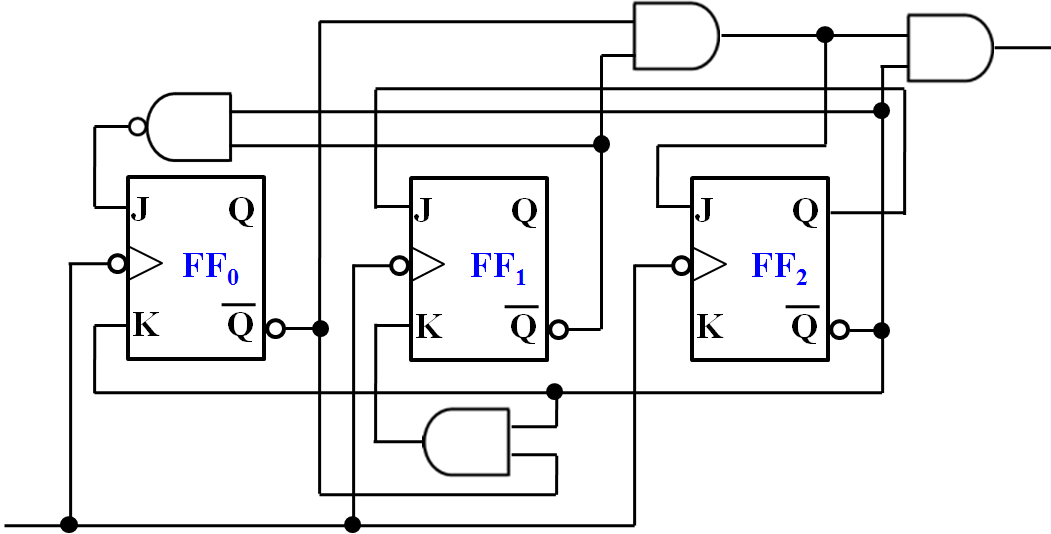 J Q J Q J Q
FF₀ FF₁ FF₂
K Q̅ K Q̅ K Q̅